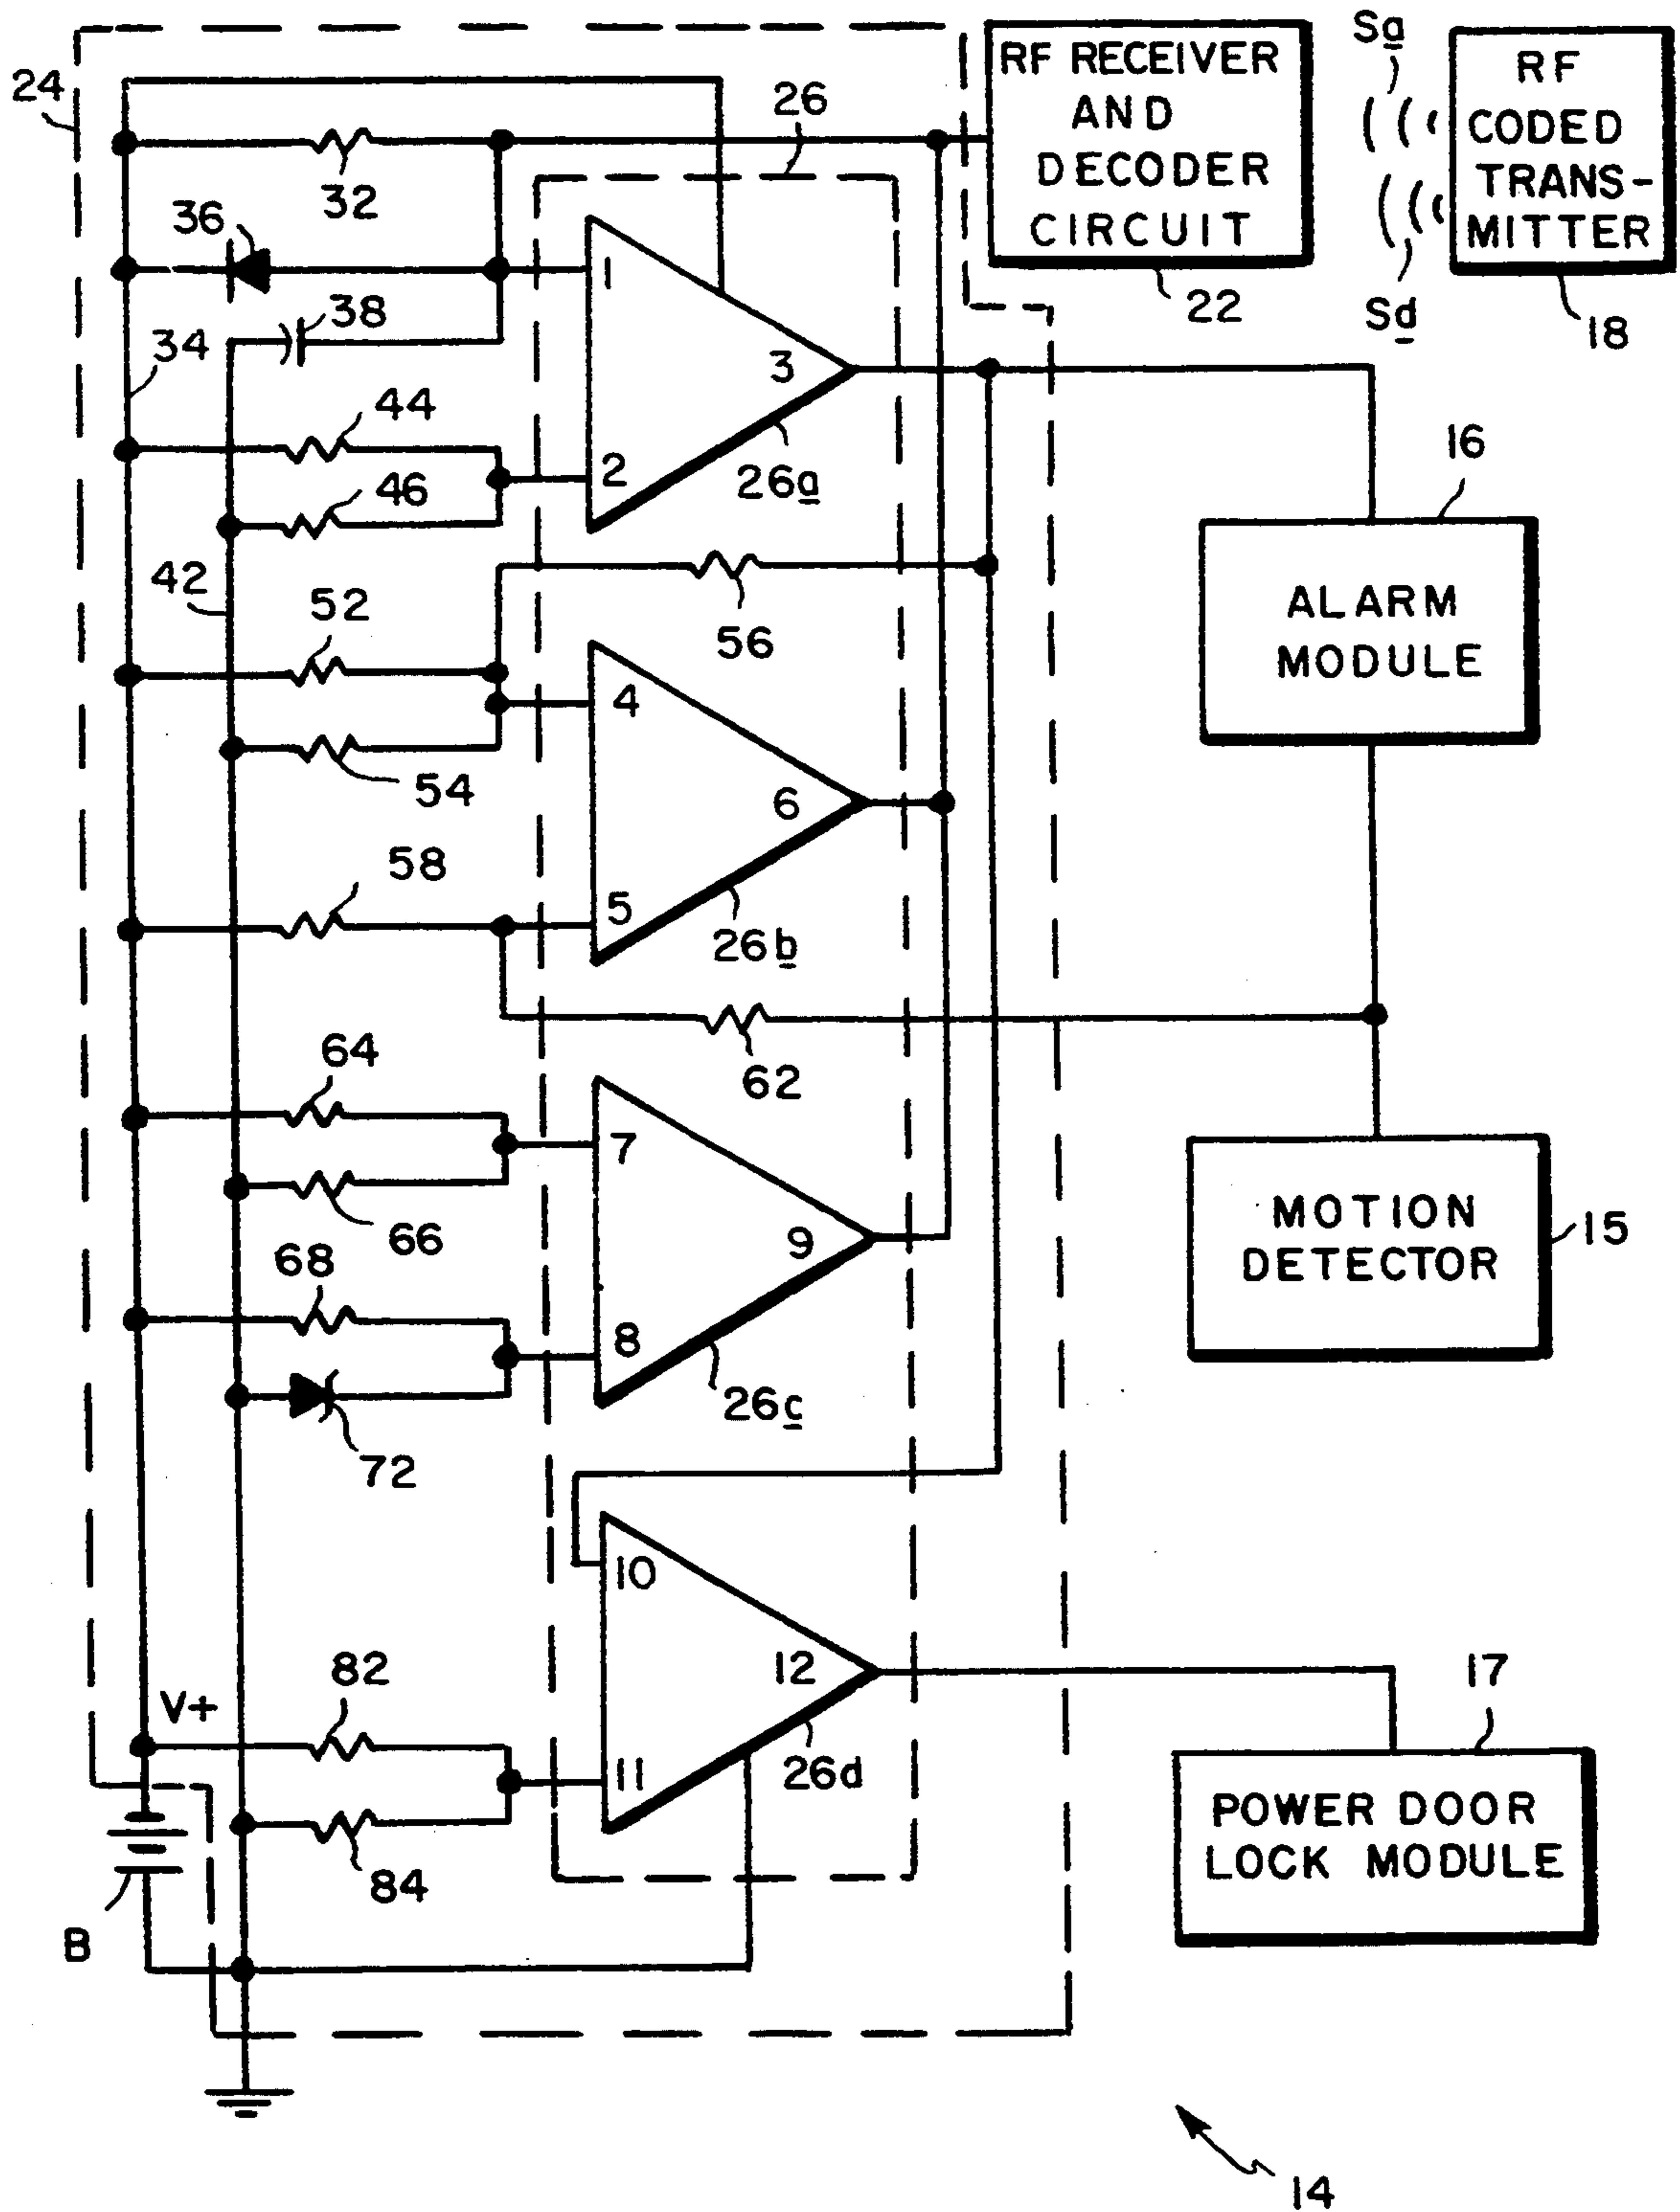 Sa
RF RECEIVER
AND
DECODER
CIRCUIT
RF
CODED
TRANS-
MITTER
24
26
32
36
1
22
Sd
18
38
34
3
44
2
26a
16
46
42
52
56
ALARM
MODULE
4
54
6
58
5
26b
64
62
7
66
9
MOTION
DETECTOR
15
68
8
26c
72
10
82
12
17
V+
11
26d
POWER DOOR
LOCK MODULE
84
B
14